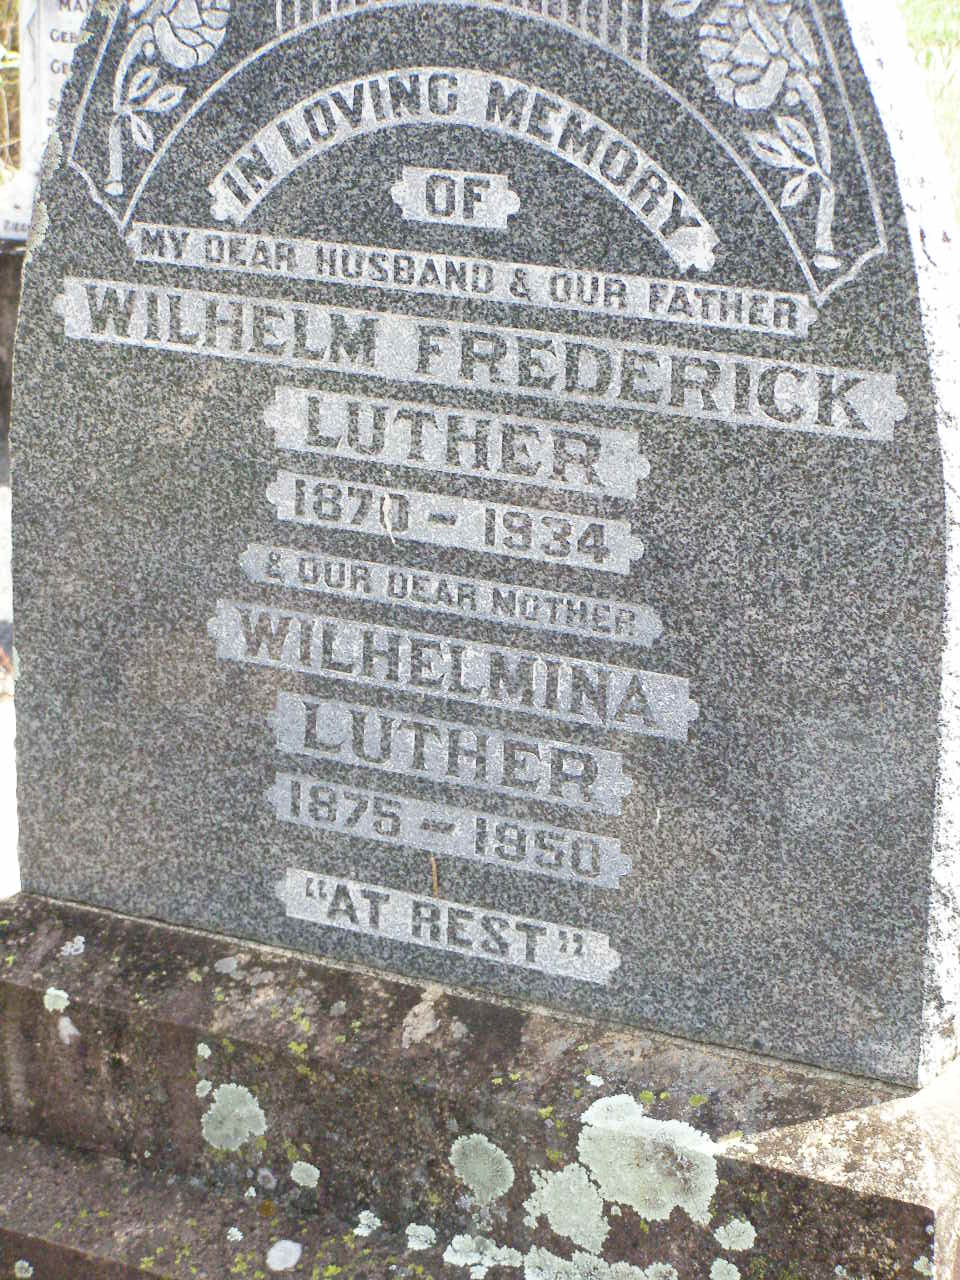 IN LOVING MEMORY
OF
MY DEAR HUSBAND & OUR FATHER
WILHELM FREDERICK
LUTHER
1870 - 1934
& OUR DEAR MOTHER
WILHELMINA
LUTHER
1875 - 1950
"AT REST"